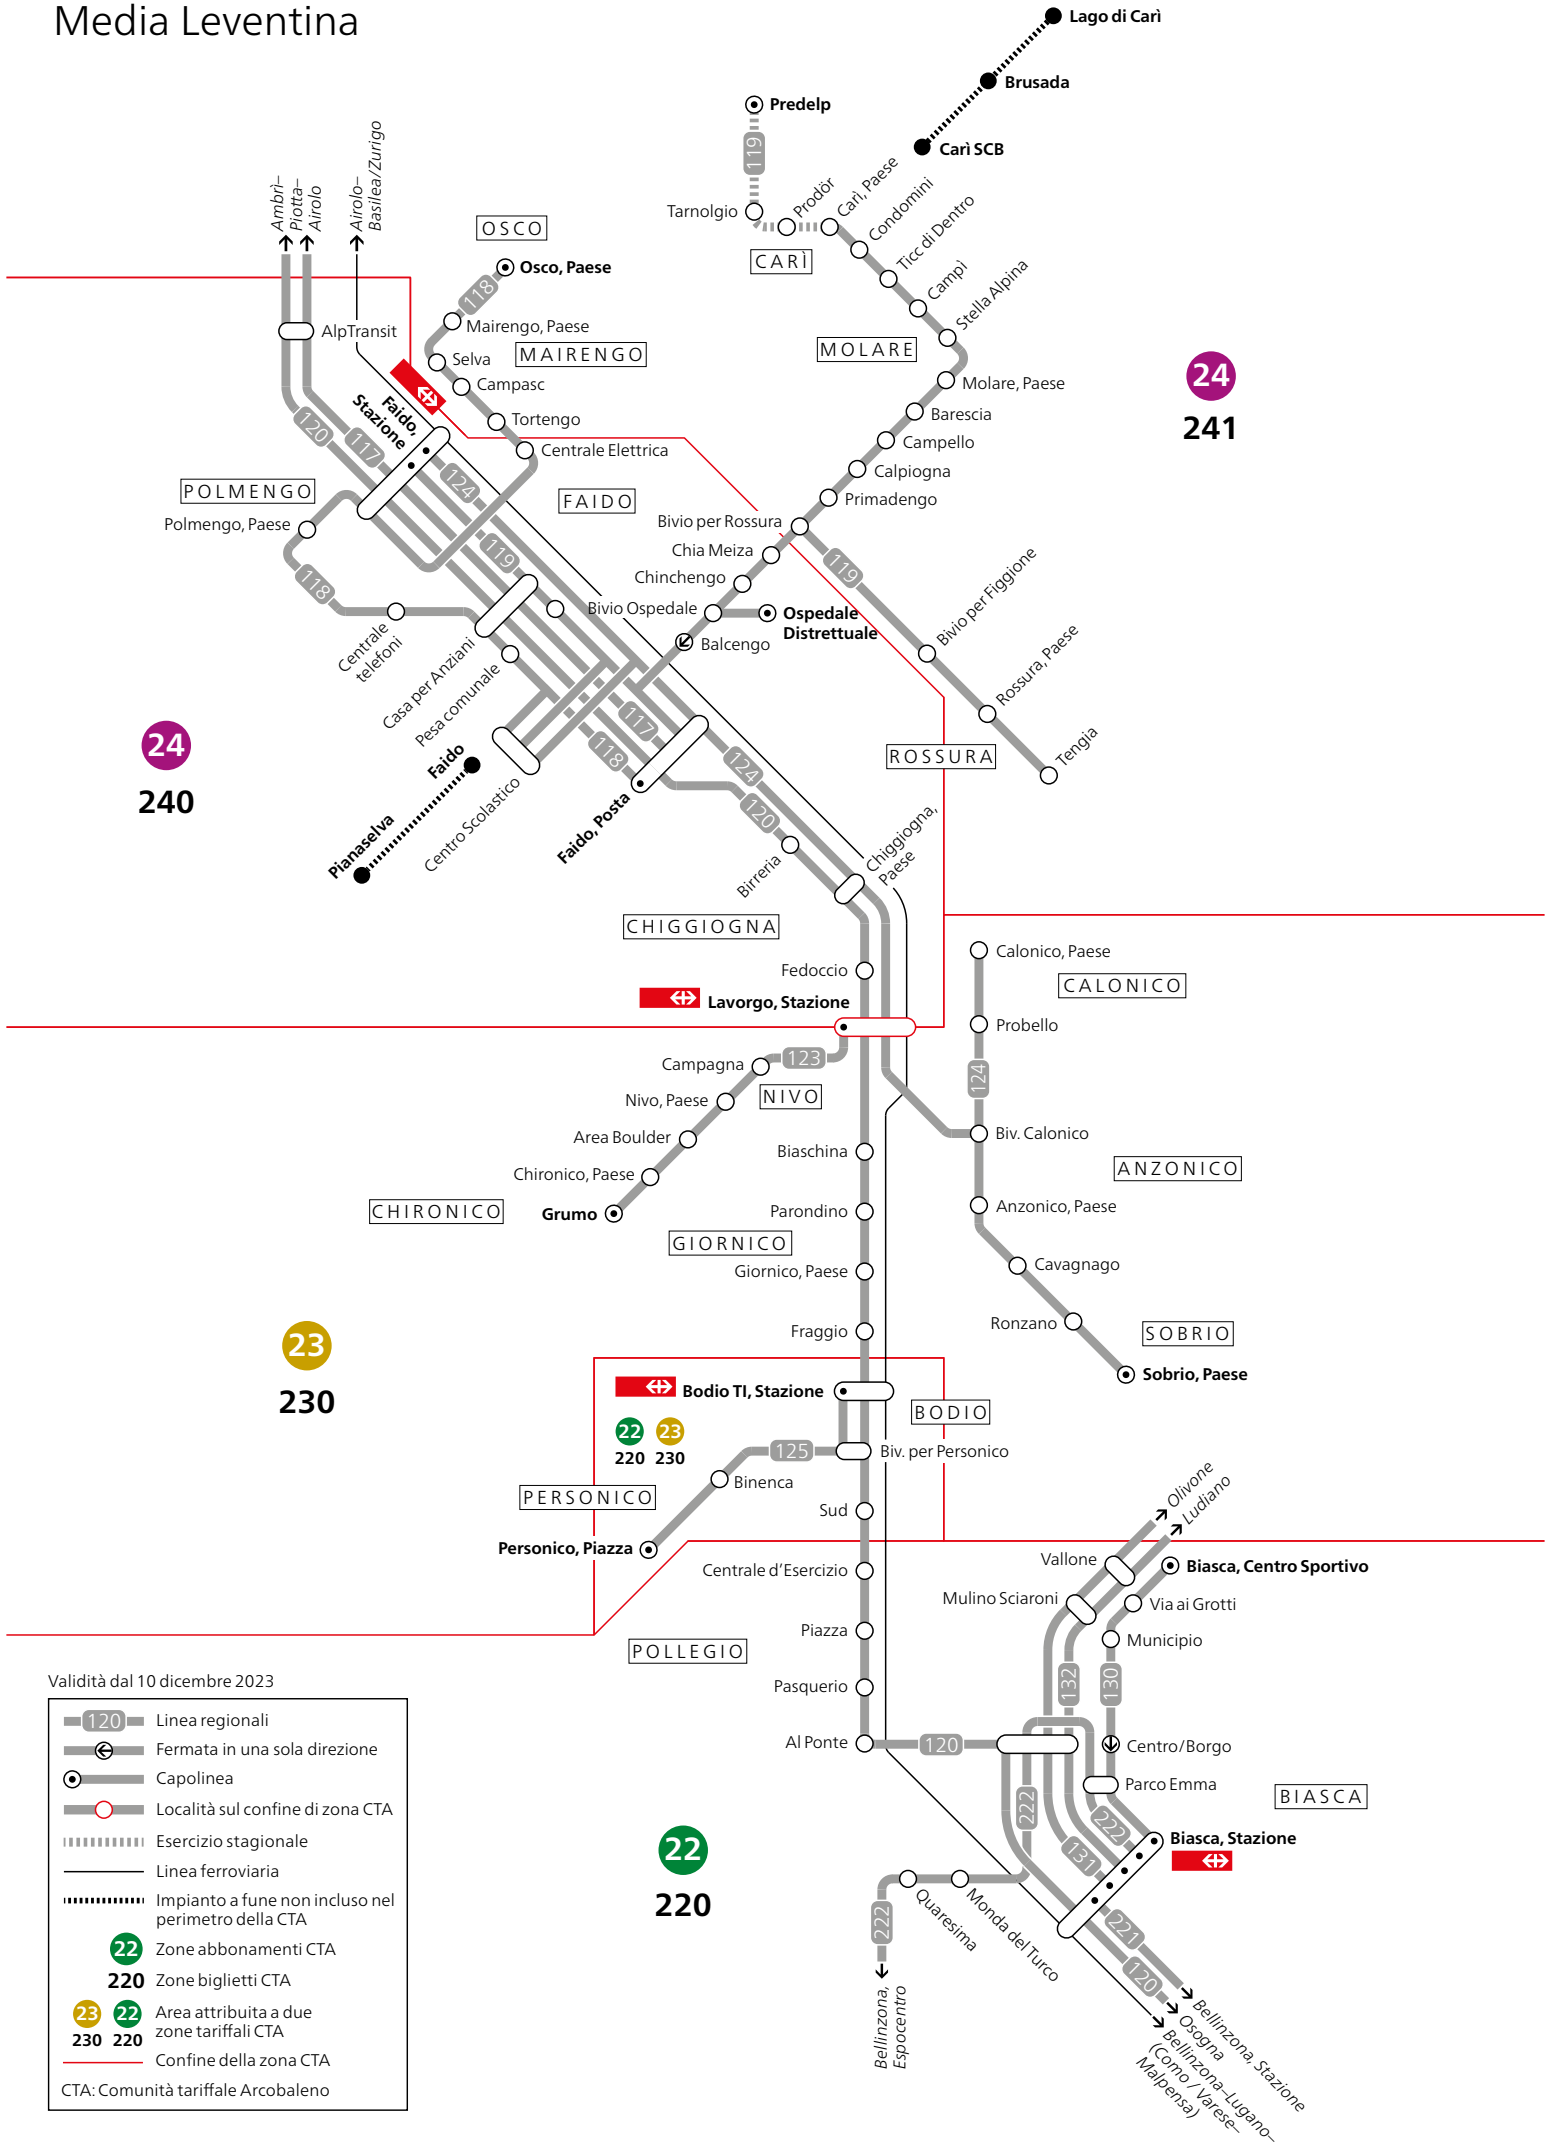 Media Leventina
Lago di Carì
Brusada
Carì SCB
Predelp
119
Tarnolgio
Prodör
Carì, Paese
Condomini
Ticc di Dentro
Campì
Stella Alpina
CARÌ
MOLARE
Molare, Paese
Barescia
Campello
Calpiogna
Primadengo
Bivio per Rossura
Chia Meiza
Chinchengo
Bivio Ospedale
Ospedale
Distrettuale
Balcengo
119
Bivio per Figgione
Rossura, Paese
Tengia
ROSSURA
24
241
Ambrì–
Piotta–
Airolo
Airolo–
Basilea/Zurigo
OSCO
Osco, Paese
118
Mairengo, Paese
MAIRENGO
Selva
Campasc
Tortengo
Centrale Elettrica
AlpTransit
Faido,
Stazione
120
117
124
FAIDO
POLMENGO
Polmengo, Paese
118
119
Centrale
telefoni
Casa per Anziani
Pesa comunale
24
240
Faido
Pianaselva
Centro Scolastico
117
118
Faido, Posta
124
120
Birreria
Chiggiogna,
Paese
CHIGGIOGNA
Fedoccio
Lavorgo, Stazione
Calonico, Paese
CALONICO
Probello
124
Biv. Calonico
ANZONICO
Anzonico, Paese
Cavagnago
Ronzano
SOBRIO
Sobrio, Paese
123
Campagna
NIVO
Nivo, Paese
Area Boulder
Chironico, Paese
CHIRONICO
Grumo
Biaschina
Parondino
GIORNICO
Giornico, Paese
Fraggio
23
230
Bodio TI, Stazione
BODIO
22 23
220 230
125
Biv. per Personico
Binenca
PERSONICO
Personico, Piazza
Sud
Centrale d’Esercizio
Piazza
POLLEGIO
Pasquerio
Al Ponte
120
Olivone
Ludiano
Vallone
Biasca, Centro Sportivo
Mulino Sciaroni
Via ai Grotti
Municipio
132
130
Centro/Borgo
Parco Emma
BIASCA
222
222
131
Biasca, Stazione
22
220
Quaresima
Monda del Turco
222
221
120
Bellinzona,
Espocentro
Bellinzona, Stazione
Osogna
Bellinzona–Lugano–
(Como / Varese–
Malpensa)
Validità dal 10 dicembre 2023
120 Linea regionali
Fermata in una sola direzione
Capolinea
Località sul confine di zona CTA
Esercizio stagionale
Linea ferroviaria
Impianto a fune non incluso nel
perimetro della CTA
22 Zone abbonamenti CTA
220 Zone biglietti CTA
23 22 Area attribuita a due
230 220 zone tariffali CTA
Confine della zona CTA
CTA: Comunità tariffale Arcobaleno